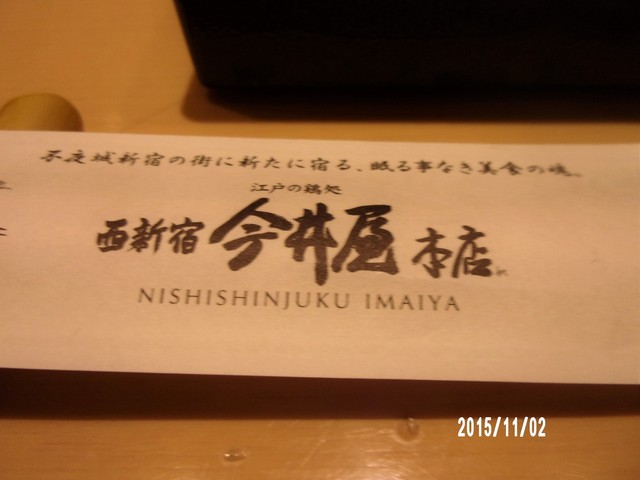 不夜城新宿の街に新たに宿る、眠る事なき美食の魂。
江戸の鶏処
西新宿 今井屋 本店
NISHISHINJUKU IMAIYA
2015/11/02